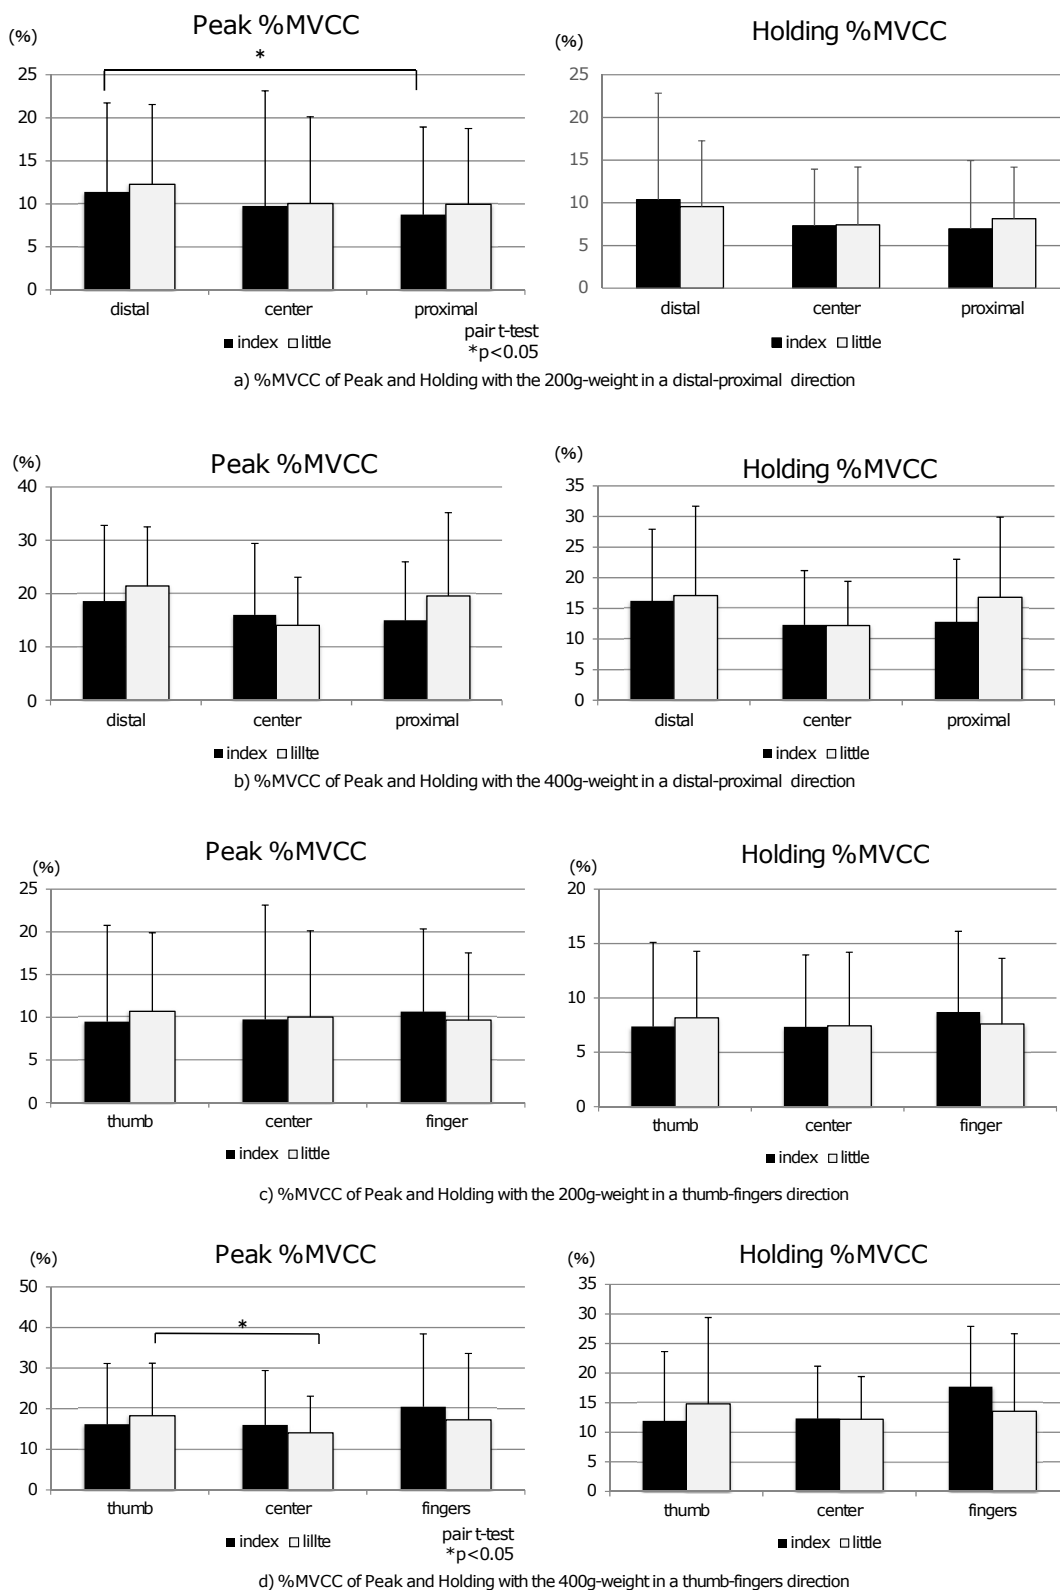 Peak %MVCC
(%)
*
25
20
15
10
5
0
distal center proximal
■ index □ little
pair t-test
*p<0.05
Holding %MVCC
25
20
15
10
5
0
distal center proximal
■ index □ little
a) %MVCC of Peak and Holding with the 200g-weight in a distal-proximal direction
Peak %MVCC
(%)
40
30
20
10
0
distal center proximal
■ index □ lillte
Holding %MVCC
(%)
35
30
25
20
15
10
5
0
distal center proximal
■ index □ little
b) %MVCC of Peak and Holding with the 400g-weight in a distal-proximal direction
Peak %MVCC
(%)
25
20
15
10
5
0
thumb center finger
■ index □ little
Holding %MVCC
(%)
20
15
10
5
0
thumb center finger
■ index □ little
c) %MVCC of Peak and Holding with the 200g-weight in a thumb-fingers direction
Peak %MVCC
(%)
50
40
30
20
10
0
*
thumb center fingers
■ index □ lillte
pair t-test
*p<0.05
Holding %MVCC
(%)
35
30
25
20
15
10
5
0
thumb center fingers
■ index □ little
d) %MVCC of Peak and Holding with the 400g-weight in a thumb-fingers direction